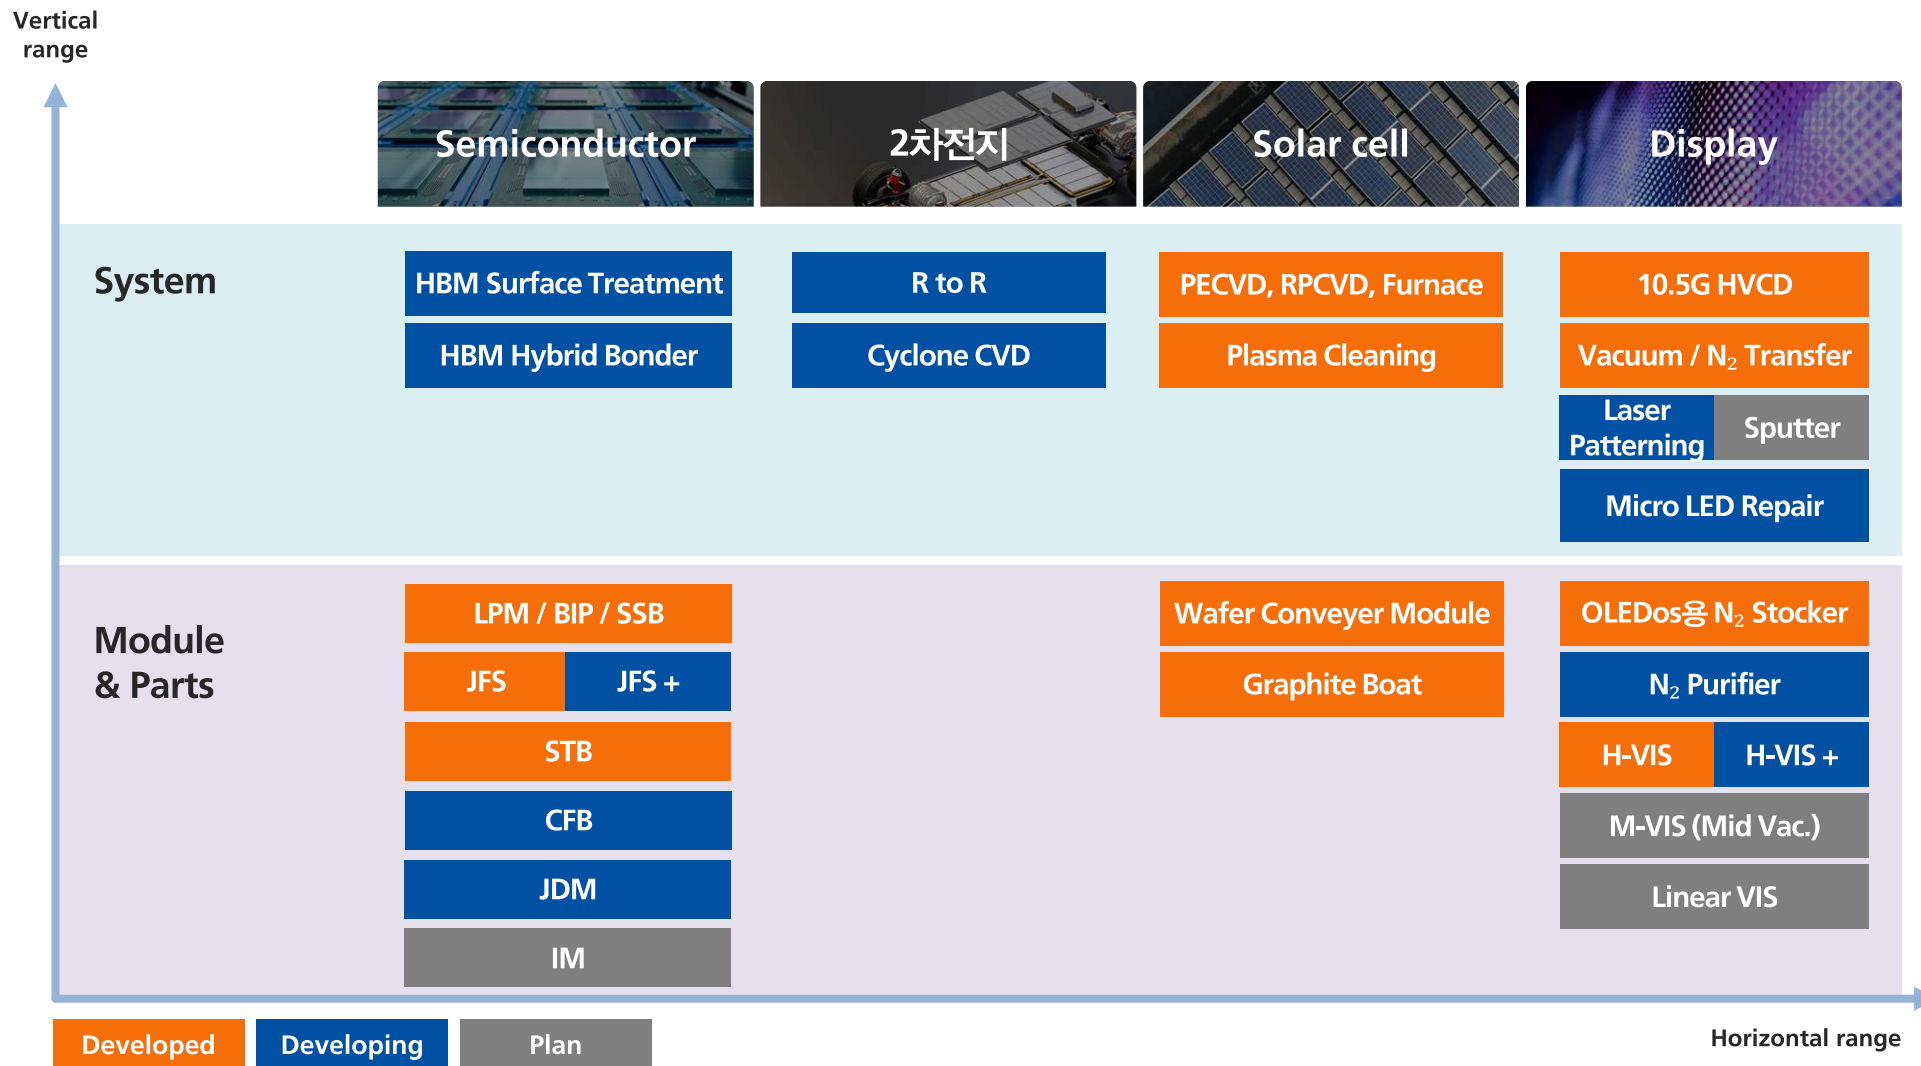 Vertical
range
Semiconductor
2차전지
Solar cell
Display
System
HBM Surface Treatment
R to R
PECVD, RPCVD, Furnace
10.5G HVCD
HBM Hybrid Bonder
Cyclone CVD
Plasma Cleaning
Vacuum / N₂ Transfer
Laser
Patterning
Sputter
Micro LED Repair
Module
& Parts
LPM / BIP / SSB
Wafer Conveyer Module
OLEDos용 N₂ Stocker
JFS
JFS +
Graphite Boat
N₂ Purifier
STB
H-VIS
H-VIS +
CFB
M-VIS (Mid Vac.)
JDM
Linear VIS
IM
Developed
Developing
Plan
Horizontal range